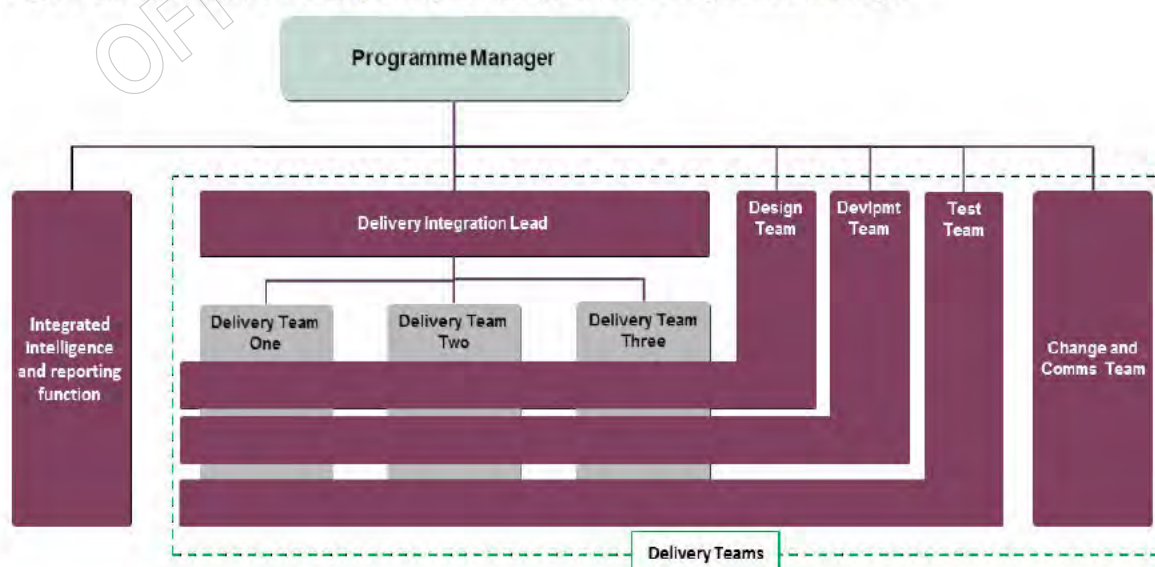 Programme Manager
Delivery Integration Lead
Design
Team
Devlpmt
Team
Test
Team
Integrated
Intelligence
and reporting
function
Delivery Team
One
Delivery Team
Two
Delivery Team
Three
Change and
Comms Team
Delivery Teams